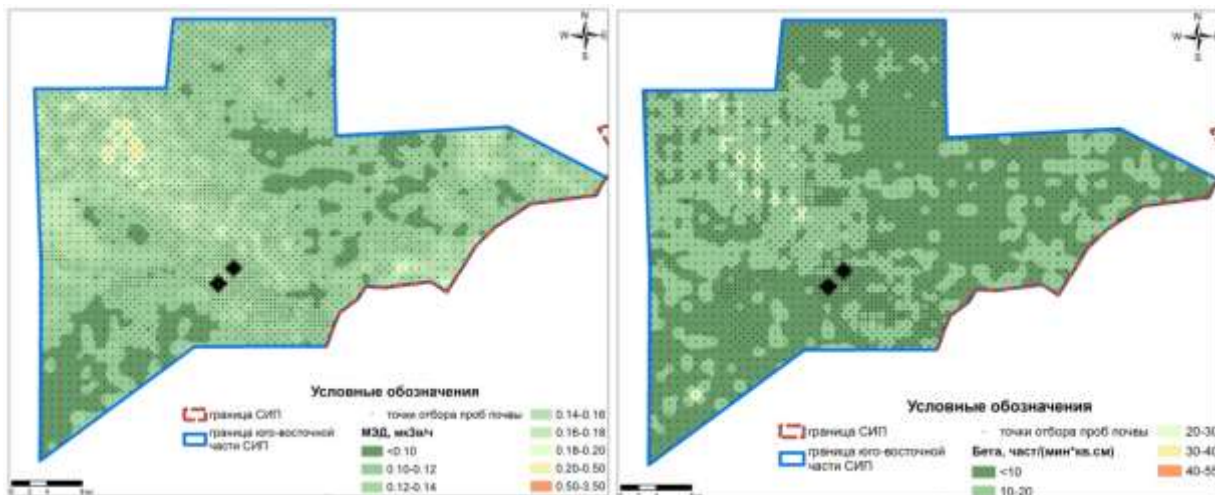 N
W
E
S
Условные обозначения
граница СИП
граница юго-восточной
части СИП
точки отбора проб почвы
МЭД, мкЗв/ч
<0.10
0.10-0.12
0.12-0.14
0.14-0.16
0.16-0.18
0.18-0.20
0.20-0.50
0.50-3.50
N
W
E
S
Условные обозначения
граница СИП
граница юго-восточной
части СИП
точки отбора проб почвы
Бета, част/(мин*кв.см)
<10
10-20
20-30
30-40
40-55